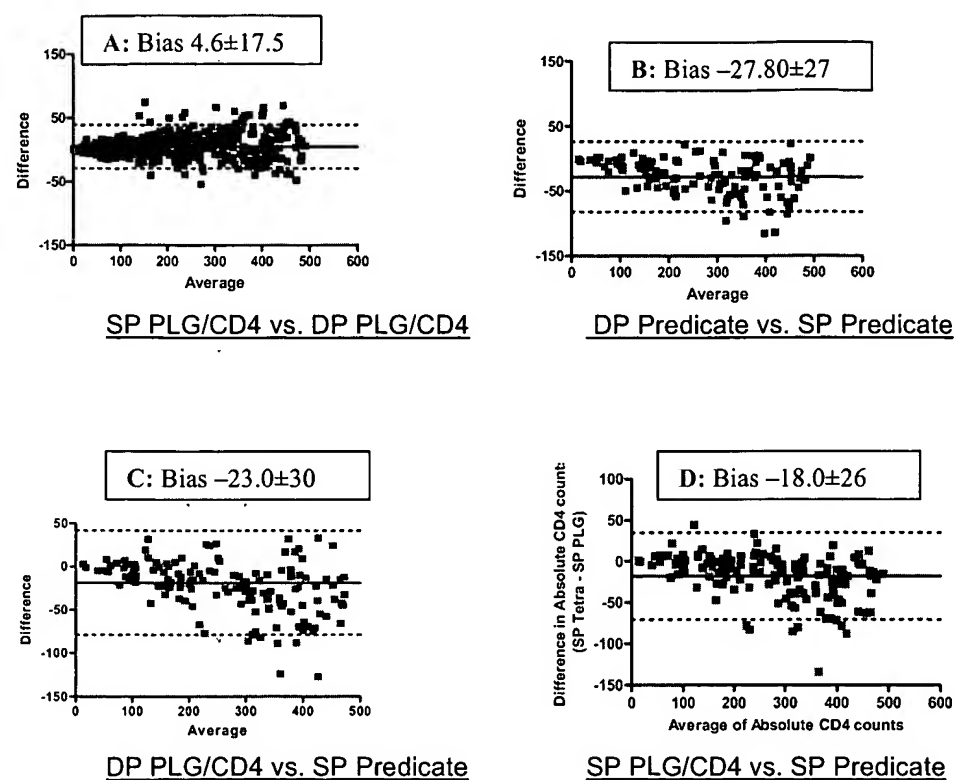 A: Bias 4.6±17.5
150
50
-50
-150
Difference
0 100 200 300 400 500 600
Average
SP PLG/CD4 vs. DP PLG/CD4
B: Bias –27.80±27
150
50
-50
-150
Difference
0 100 200 300 400 500 600
Average
DP Predicate vs. SP Predicate
C: Bias –23.0±30
50
0
-50
-100
-150
Difference
0 100 200 300 400 500
Average
DP PLG/CD4 vs. SP Predicate
D: Bias –18.0±26
100
50
0
-50
-100
-150
Difference in Absolute CD4 count:
(SP Tetra - SP PLG)
0 100 200 300 400 500 600
Average of Absolute CD4 counts
SP PLG/CD4 vs. SP Predicate